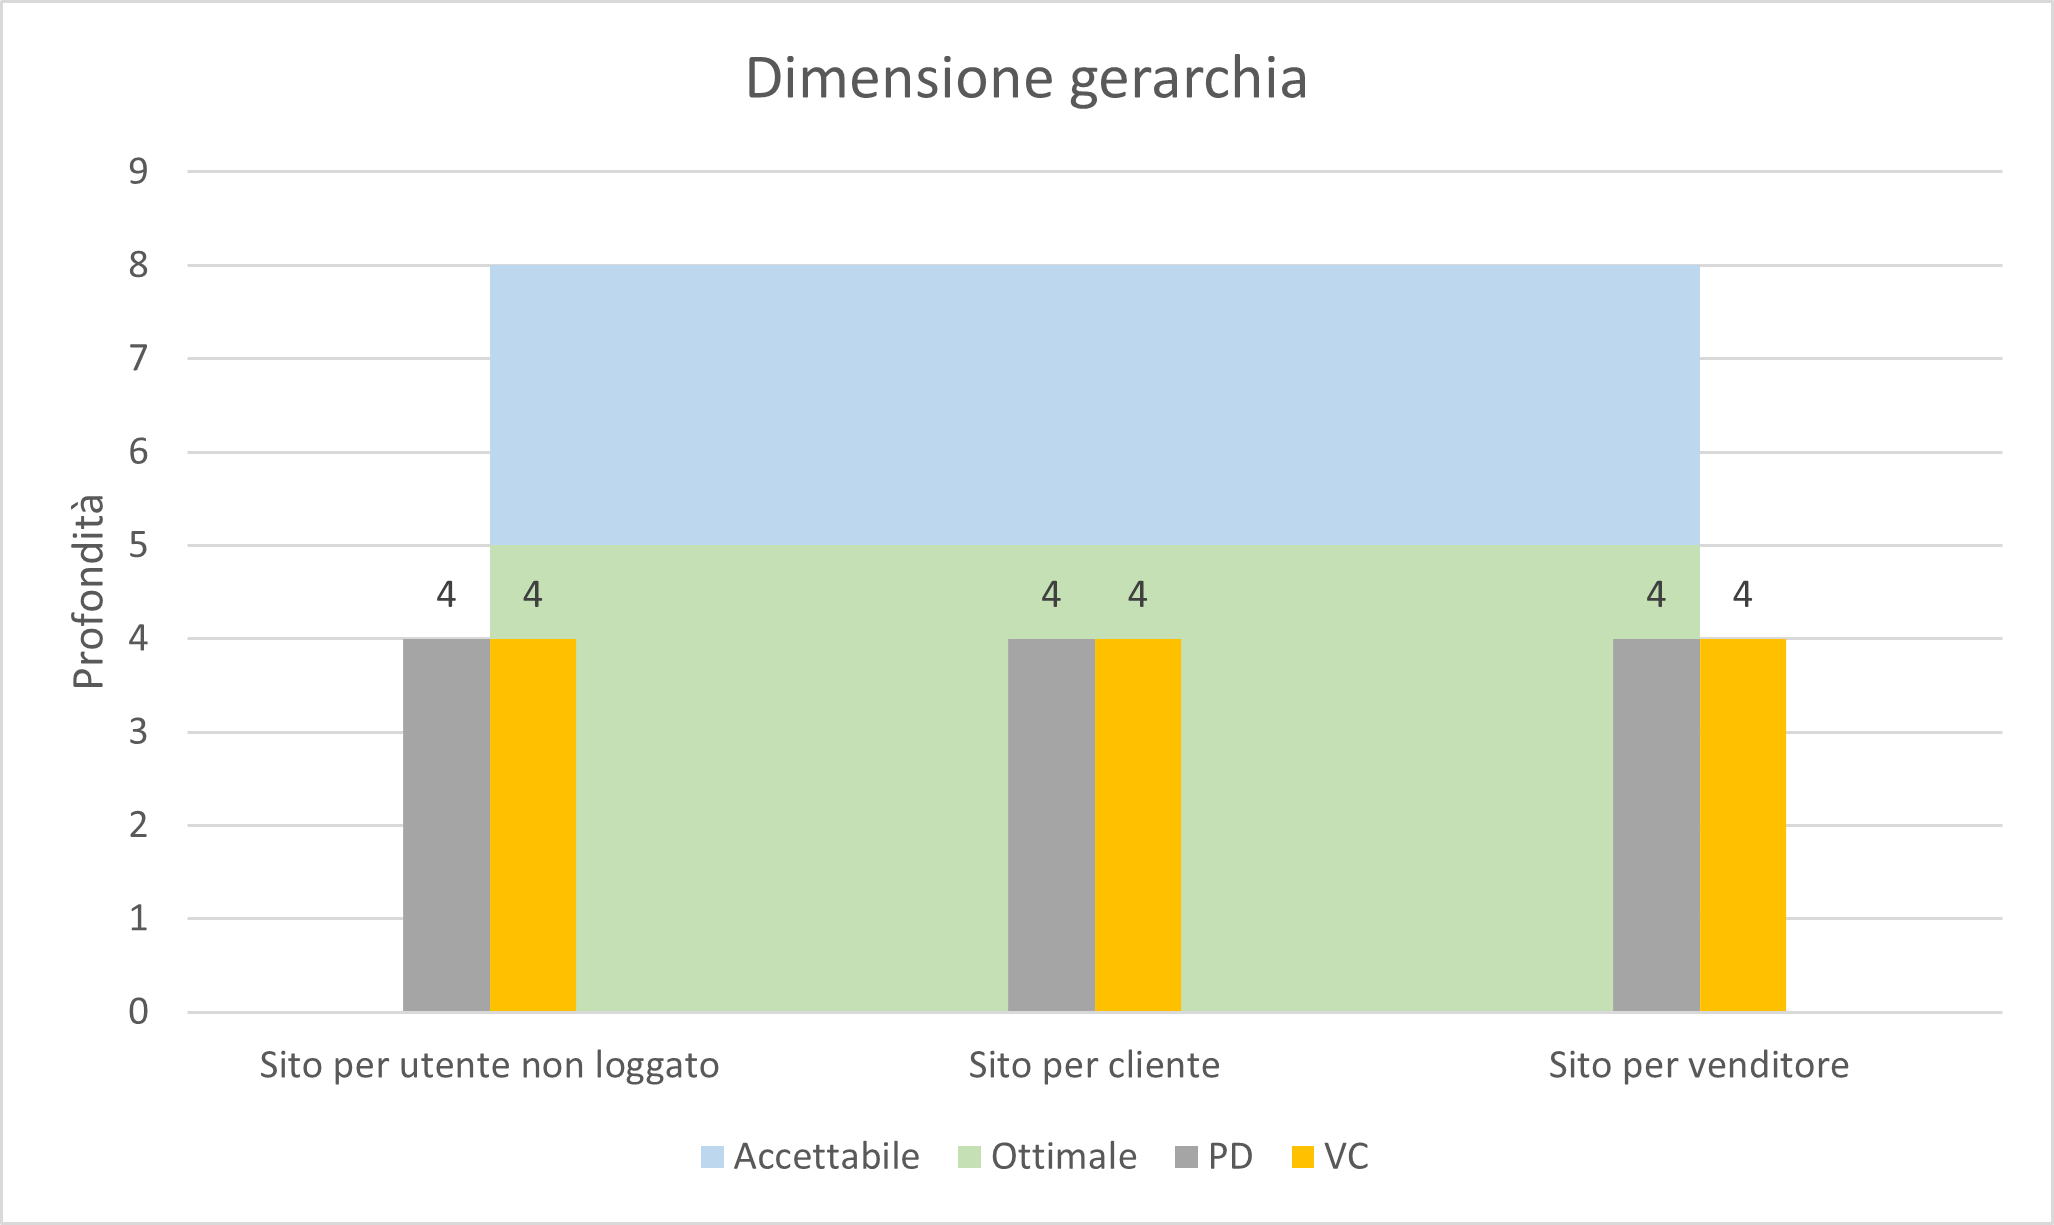 Dimensione gerarchia
9
8
7
6
5
4
3
2
1
0
Profondità
4 4 4 4 4 4
Sito per utente non loggato Sito per cliente Sito per venditore
Accettabile Ottimale PD VC